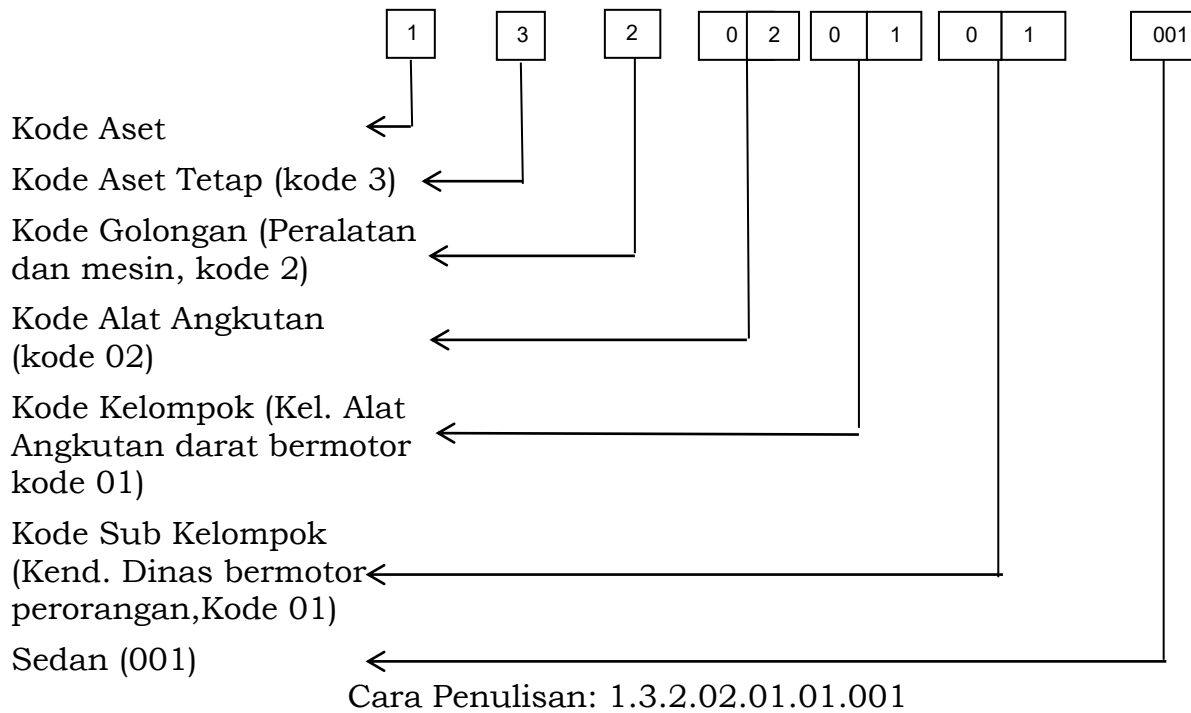 1 3 2 0 2 0 1 0 1 001
Kode Aset
Kode Aset Tetap (kode 3)
Kode Golongan (Peralatan
dan mesin, kode 2)
Kode Alat Angkutan
(kode 02)
Kode Kelompok (Kel. Alat
Angkutan darat bermotor
kode 01)
Kode Sub Kelompok
(Kend. Dinas bermotor
perorangan,Kode 01)
Sedan (001)
Cara Penulisan: 1.3.2.02.01.01.001